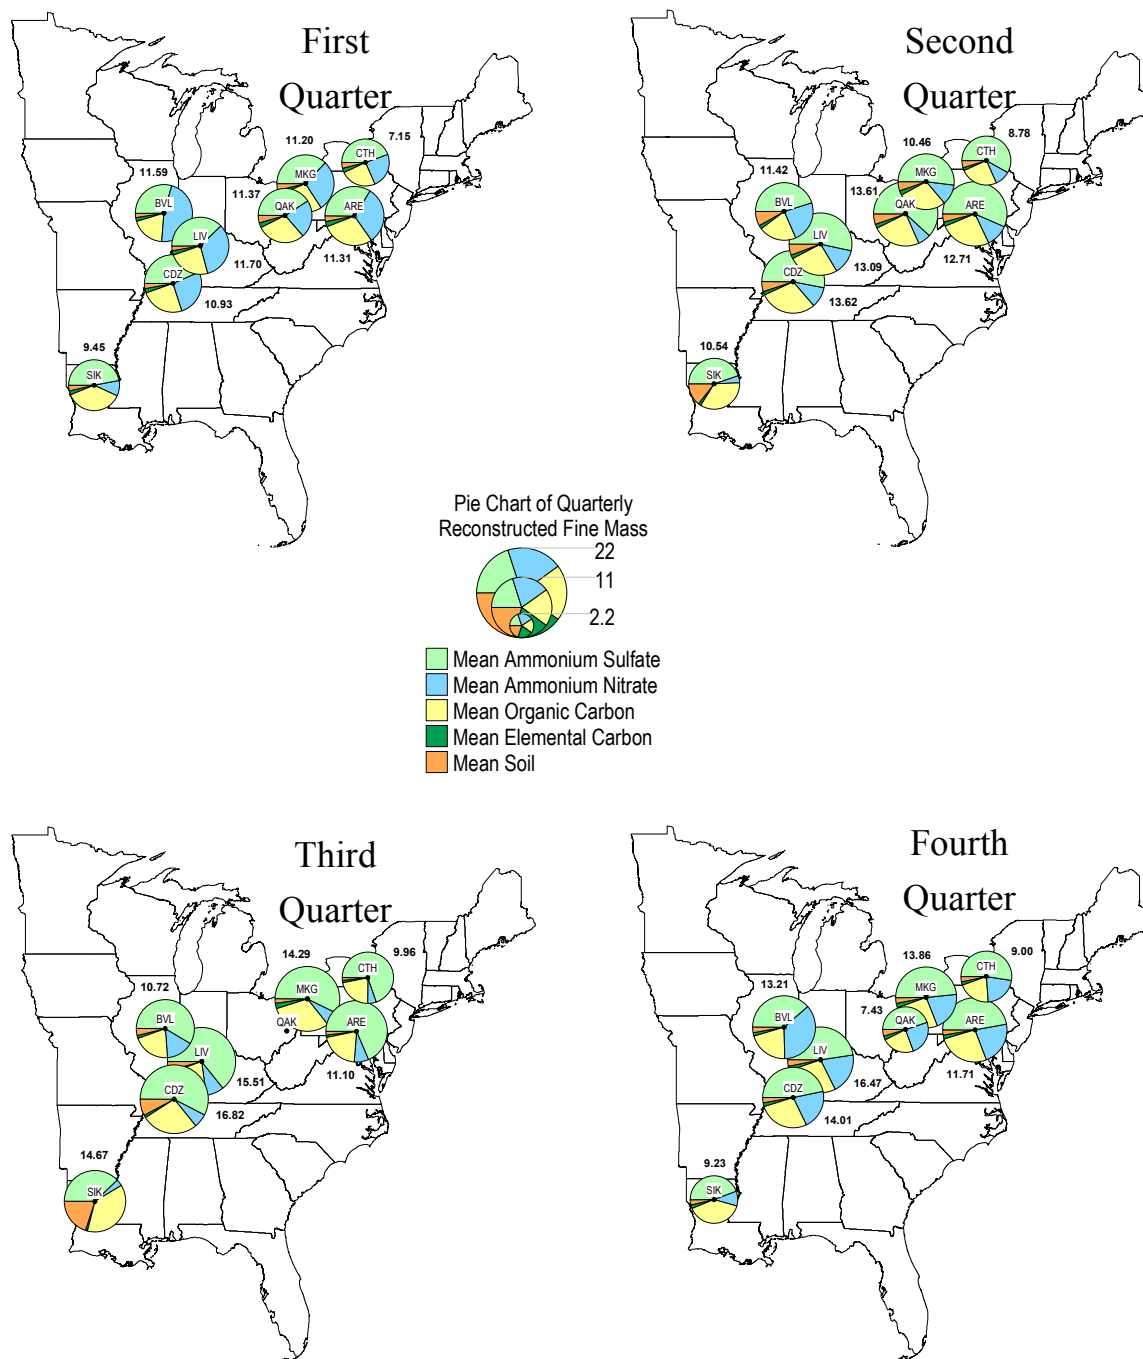 First
Quarter
11.20
7.15
CTH
MKG
11.59
11.37
BVL
QAK
ARE
LIV
11.70
11.31
CDZ
10.93
9.45
SIK
Second
Quarter
10.46
8.78
CTH
11.42
13.61
BVL
QAK
ARE
LIV
12.71
13.09
CDZ
13.62
10.54
SIK
Pie Chart of Quarterly
Reconstructed Fine Mass
22
11
2.2
Mean Ammonium Sulfate
Mean Ammonium Nitrate
Mean Organic Carbon
Mean Elemental Carbon
Mean Soil
Third
Quarter
14.29
9.96
CTH
MKG
10.72
BVL
QAK
ARE
LIV
15.51
11.10
CDZ
16.82
14.67
SIK
Fourth
Quarter
13.86
9.00
CTH
13.21
MKG
7.43
BVL
QAK
ARE
LIV
16.47
11.71
CDZ
14.01
9.23
SIK
MKG